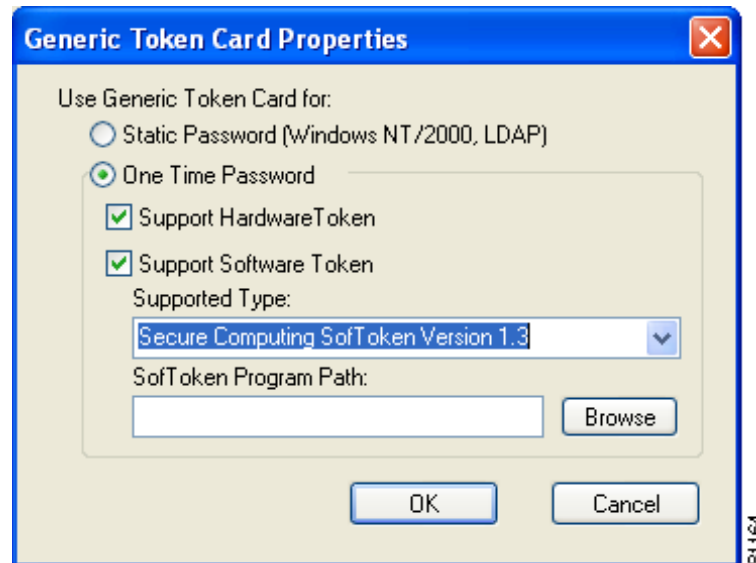 Generic Token Card Properties
Use Generic Token Card for:
Static Password (Windows NT/2000, LDAP)
One Time Password
Support HardwareToken
Support Software Token
Supported Type:
Secure Computing SofToken Version 1.3
SofToken Program Path:
Browse
OK
Cancel